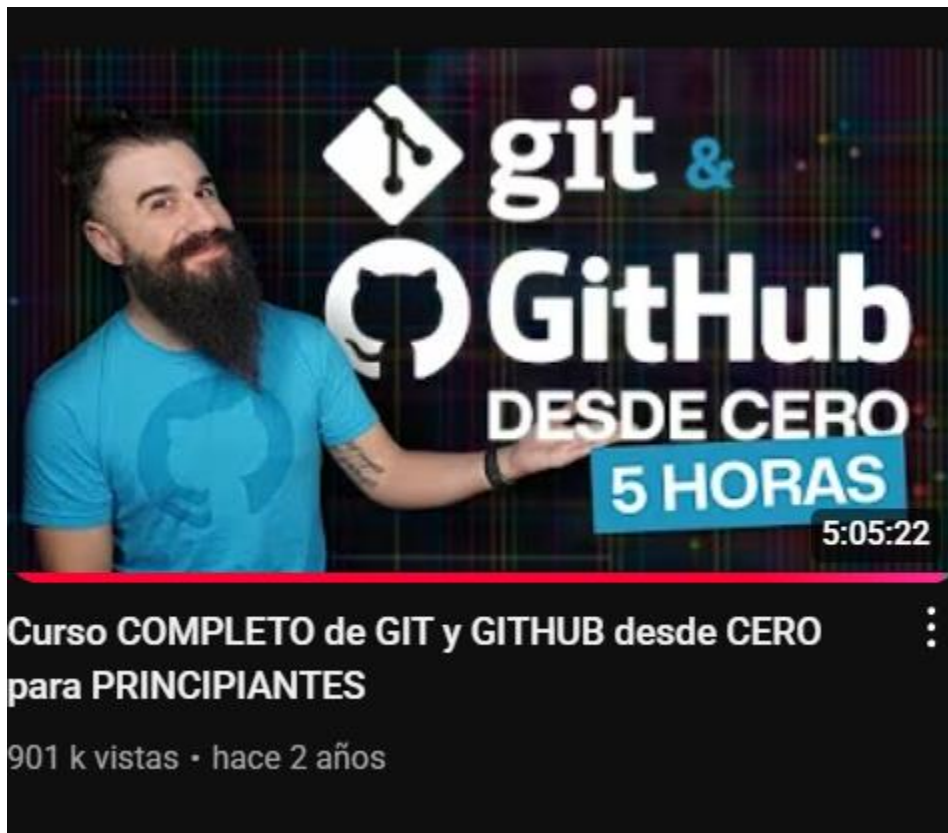 git &
GitHub
DESDE CERO
5 HORAS
5:05:22
Curso COMPLETO de GIT y GITHUB desde CERO
para PRINCIPIANTES
901 k vistas • hace 2 años